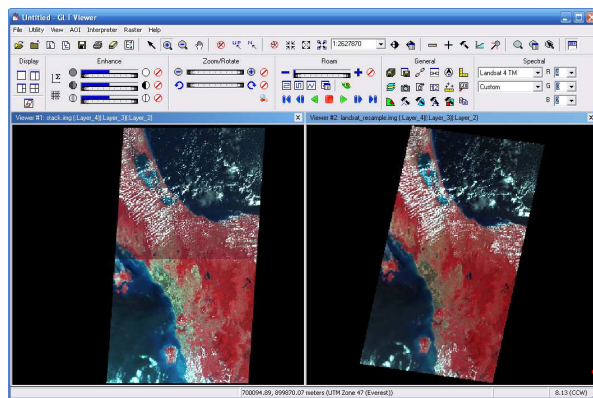 Untitled - GLT Viewer
File Utility View AOI Interpreter Raster Help
1:2627870
Display Enhance Zoom/Rotate Roam General Spectral
Landsat 4 TM R
Custom G
B
Viewer #1: stack.img (:Layer_4)(:Layer_3)(:Layer_2)
Viewer #2: landsat_resample.img (:Layer_4)(:Layer_3)(:Layer_2)
700094.89, 899870.07 meters (UTM Zone 47 (Everest)) 8.13 (CCW)